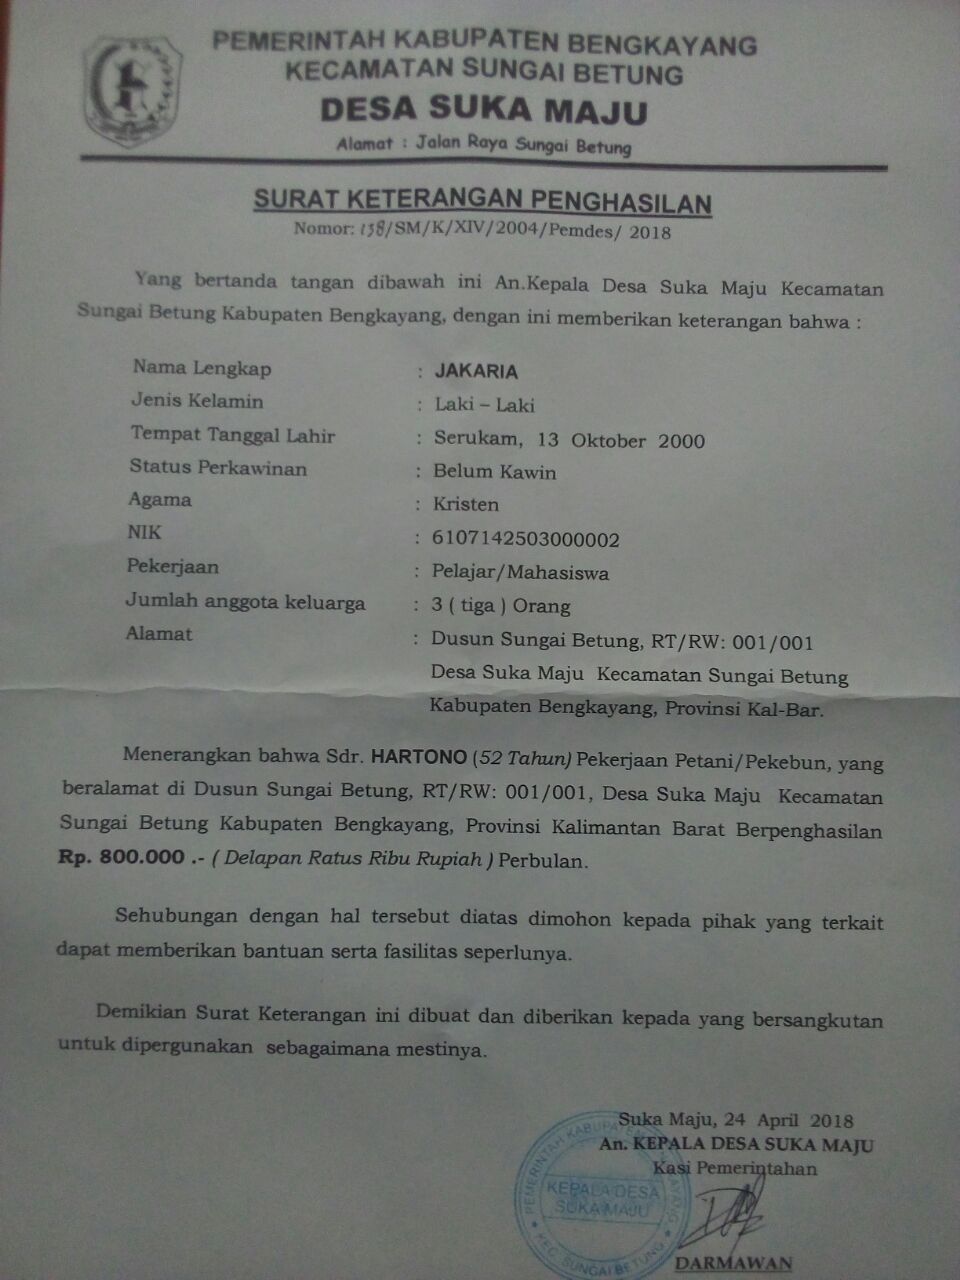 PEMERINTAH KABUPATEN BENGKAYANG
KECAMATAN SUNGAI BETUNG
DESA SUKA MAJU
Alamat : Jalan Raya Sungai Betung
SURAT KETERANGAN PENGHASILAN
Nomor: 138/SM/K/XIV/2004/Pemdes/ 2018
Yang bertanda tangan dibawah ini An.Kepala Desa Suka Maju Kecamatan
Sungai Betung Kabupaten Bengkayang, dengan ini memberikan keterangan bahwa :
Nama Lengkap : JAKARIA
Jenis Kelamin : Laki – Laki
Tempat Tanggal Lahir : Serukam, 13 Oktober 2000
Status Perkawinan : Belum Kawin
Agama : Kristen
NIK : 6107142503000002
Pekerjaan : Pelajar/Mahasiswa
Jumlah anggota keluarga : 3 ( tiga ) Orang
Alamat : Dusun Sungai Betung, RT/RW: 001/001
Desa Suka Maju Kecamatan Sungai Betung
Kabupaten Bengkayang, Provinsi Kal-Bar.
Menerangkan bahwa Sdr. HARTONO (52 Tahun) Pekerjaan Petani/Pekebun, yang
beralamat di Dusun Sungai Betung, RT/RW: 001/001, Desa Suka Maju Kecamatan
Sungai Betung Kabupaten Bengkayang, Provinsi Kalimantan Barat Berpenghasilan
Rp. 800.000 .- ( Delapan Ratus Ribu Rupiah ) Perbulan.
Sehubungan dengan hal tersebut diatas dimohon kepada pihak yang terkait
dapat memberikan bantuan serta fasilitas seperlunya.
Demikian Surat Keterangan ini dibuat dan diberikan kepada yang bersangkutan
untuk dipergunakan sebagaimana mestinya.
Suka Maju, 24 April 2018
An. KEPALA DESA SUKA MAJU
Kasi Pemerintahan
PEMERINTAH KABUPATEN BENGKAYANG
KEPALA DESA
SUKA MAJU
KEC. SUNGAI BETUNG
DARMAWAN